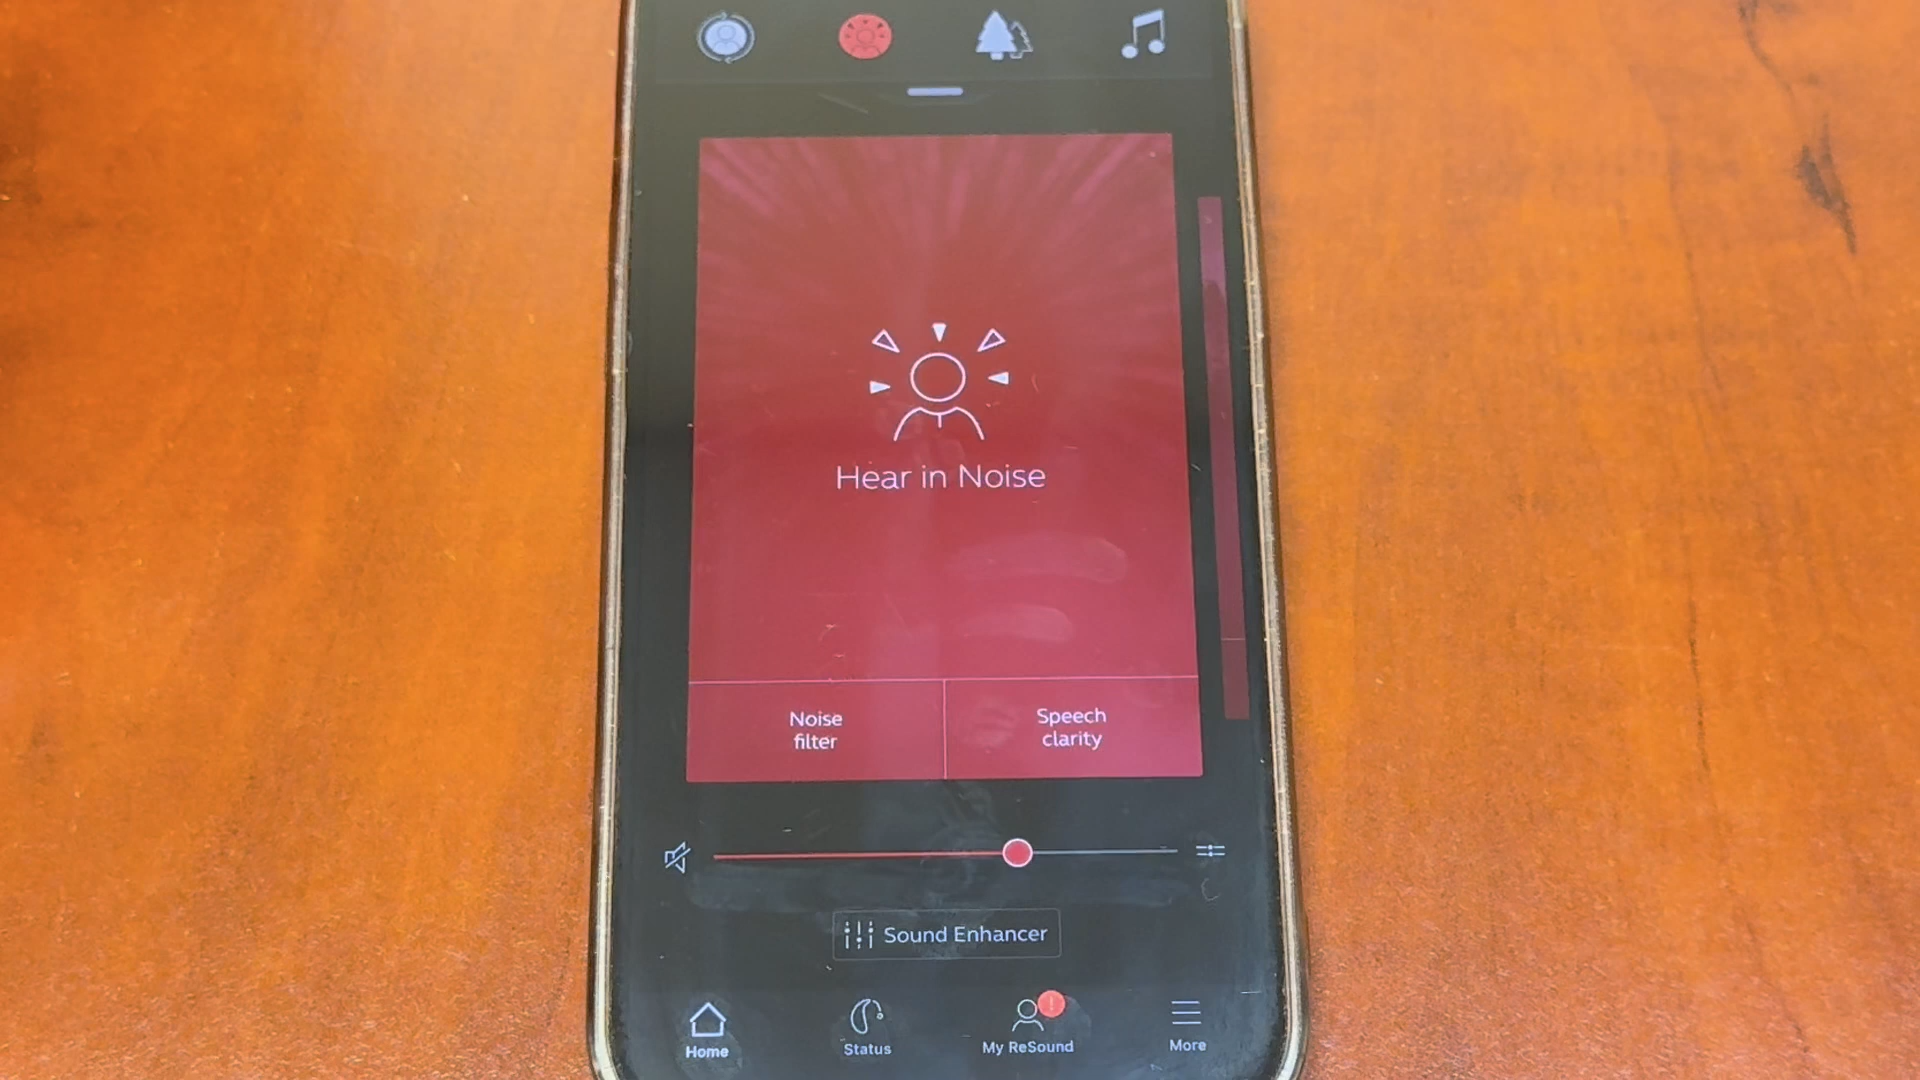 Hear in Noise
Noise
filter
Speech
clarity
Sound Enhancer
Home
Status
My ReSound
More